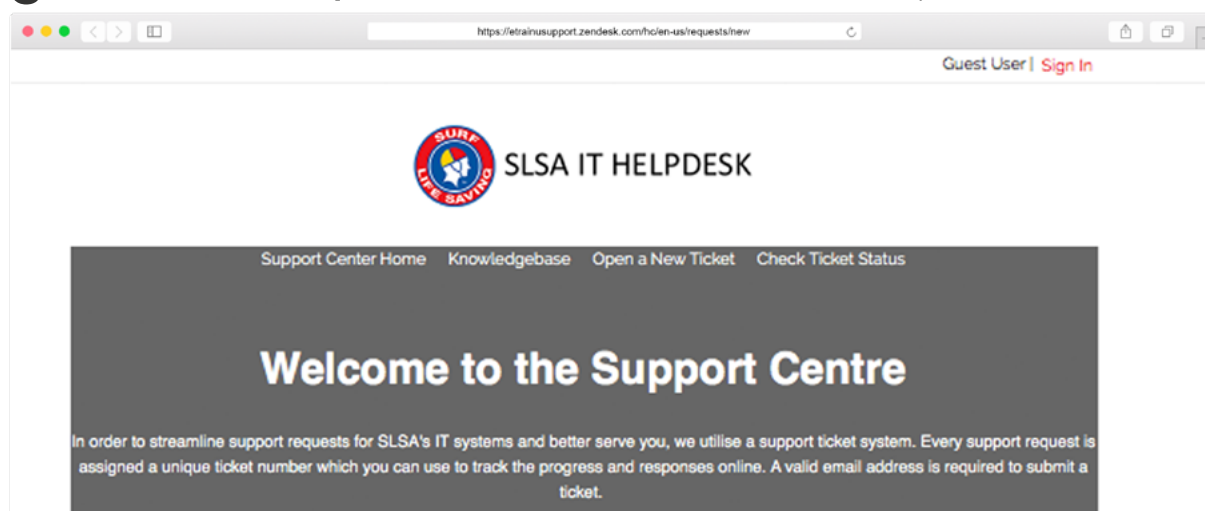 https://etrainusupport.zendesk.com/hc/en-us/requests/new
Guest User | Sign In
SURF
LIFE SAVING
SLSA IT HELPDESK
Support Center Home Knowledgebase Open a New Ticket Check Ticket Status
Welcome to the Support Centre
In order to streamline support requests for SLSA's IT systems and better serve you, we utilise a support ticket system. Every support request is
assigned a unique ticket number which you can use to track the progress and responses online. A valid email address is required to submit a
ticket.